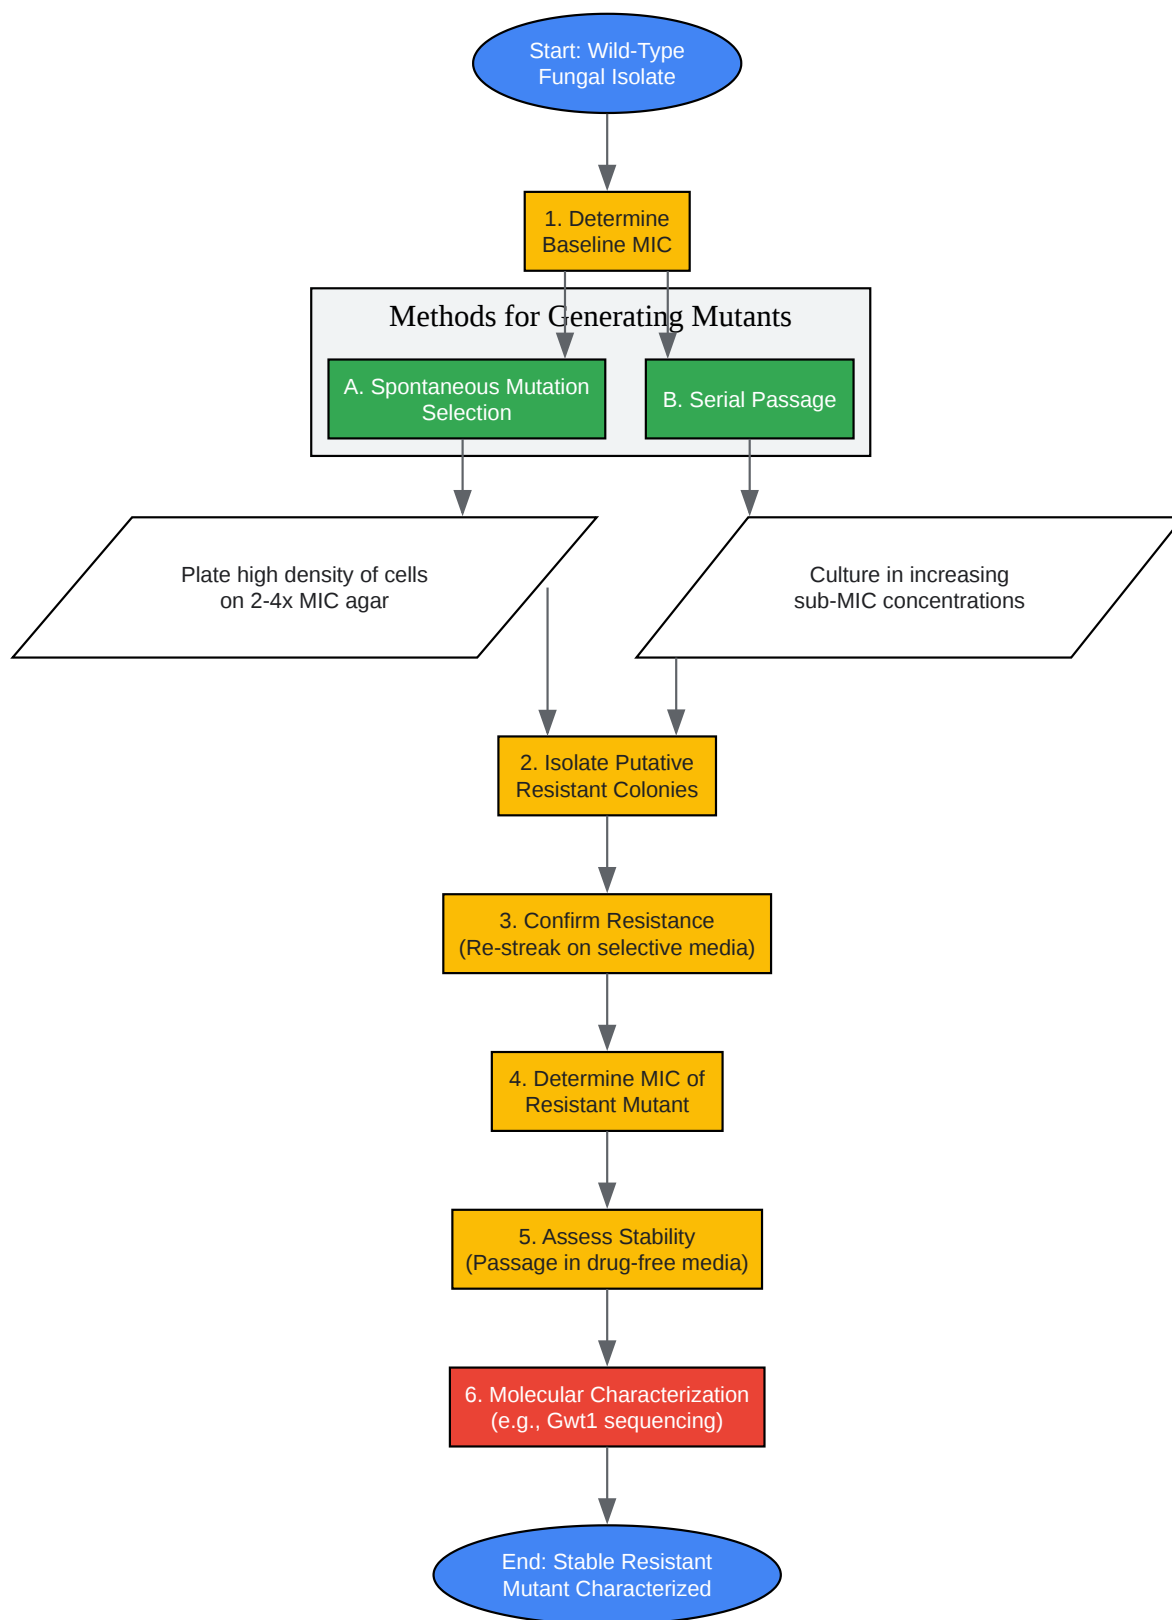 Start: Wild-Type
Fungal Isolate
1. Determine
Baseline MIC
Methods for Generating Mutants
A. Spontaneous Mutation
Selection
B. Serial Passage
Plate high density of cells
on 2-4x MIC agar
Culture in increasing
sub-MIC concentrations
2. Isolate Putative
Resistant Colonies
3. Confirm Resistance
(Re-streak on selective media)
4. Determine MIC of
Resistant Mutant
5. Assess Stability
(Passage in drug-free media)
6. Molecular Characterization
(e.g., Gwt1 sequencing)
End: Stable Resistant
Mutant Characterized